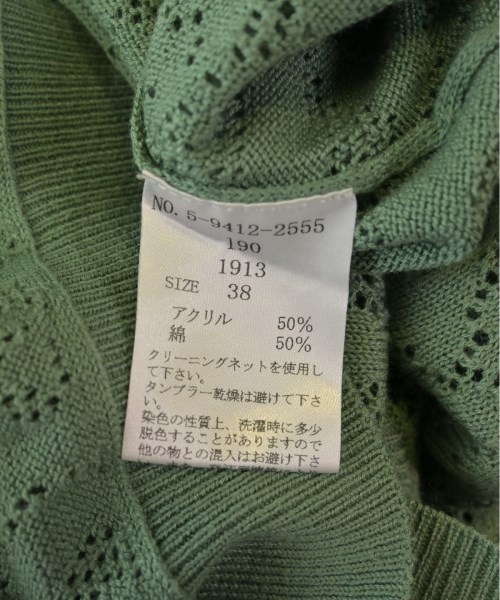 NO. 5-9412-2555
190
1913
SIZE 38
アクリル 50%
綿 50%
クリーニングネットを使用し
て下さい。
タンブラー乾燥は避けて下さ
い。
染色の性質上、洗濯時に多少
脱色することがありますので
他の物との混入はお避け下さ